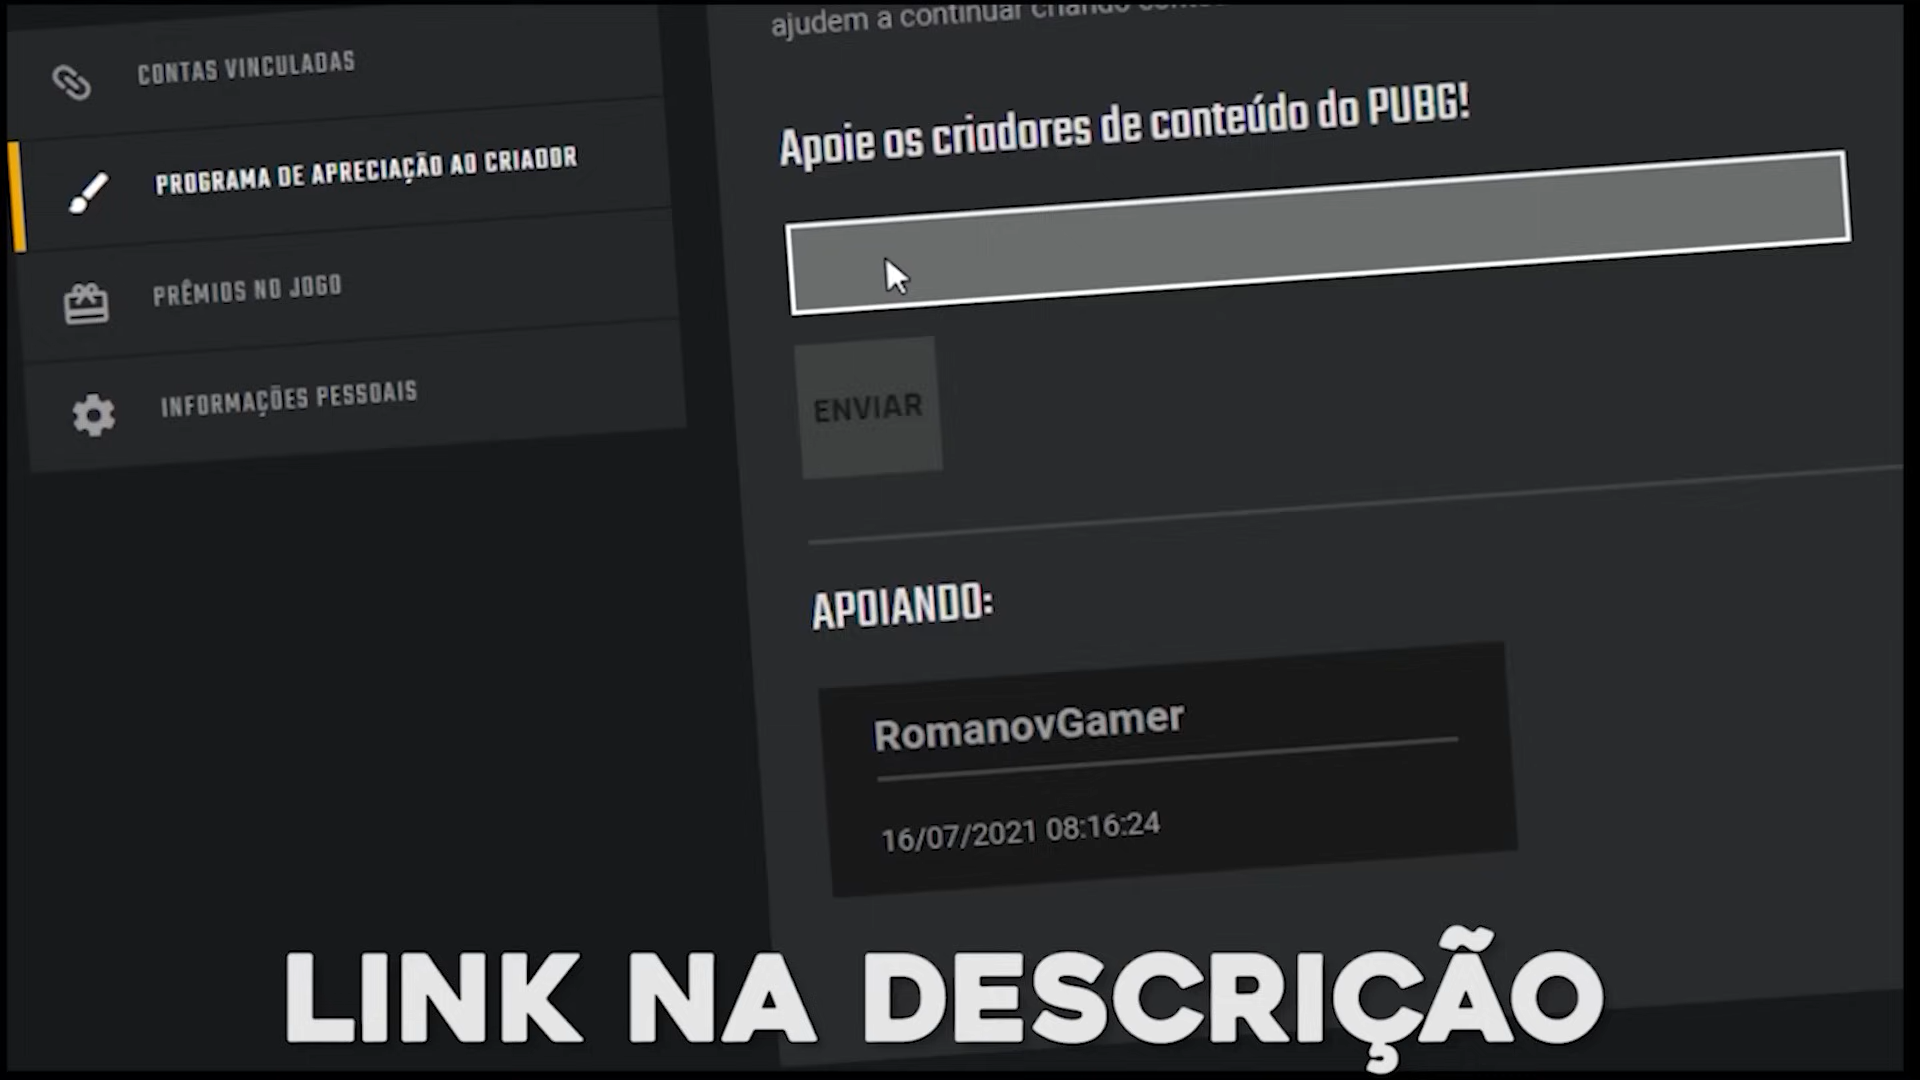 ajudem a continuar criando
CONTAS VINCULADAS
PROGRAMA DE APRECIAÇÃO AO CRIADOR
PRÊMIOS NO JOGO
INFORMAÇÕES PESSOAIS
Apoie os criadores de conteúdo do PUBG!
ENVIAR
APOIANDO:
RomanovGamer
16/07/2021 08:16:24
LINK NA DESCRIÇÃO